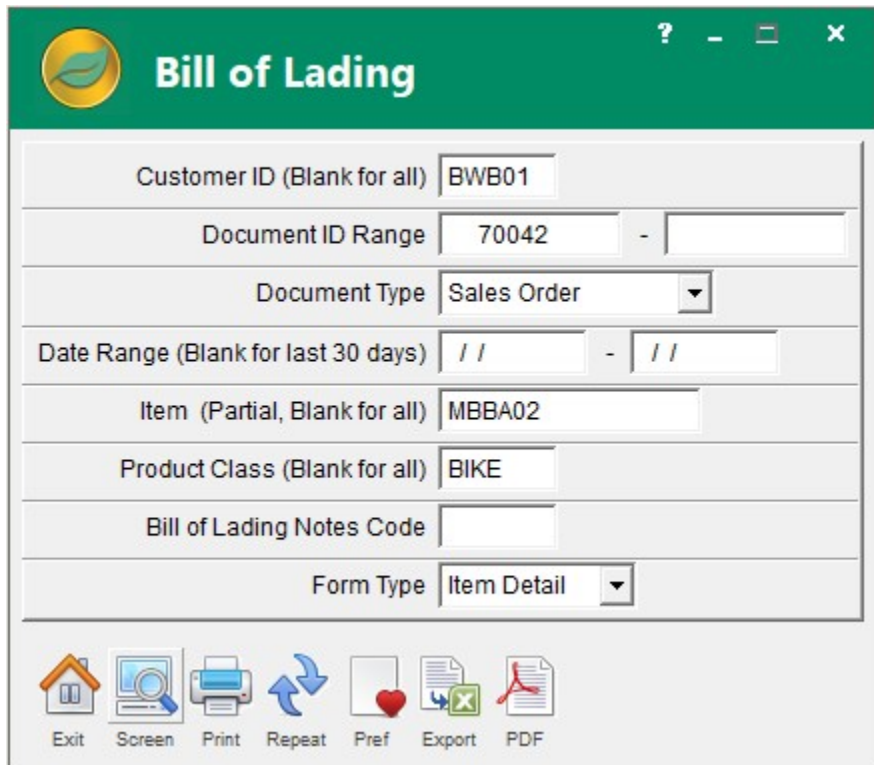 ? – □ ×
Bill of Lading
Customer ID (Blank for all) BWB01
Document ID Range 70042 -
Document Type Sales Order
Date Range (Blank for last 30 days) / / - / /
Item (Partial, Blank for all) MBBA02
Product Class (Blank for all) BIKE
Bill of Lading Notes Code
Form Type Item Detail
Exit Screen Print Repeat Pref Export PDF